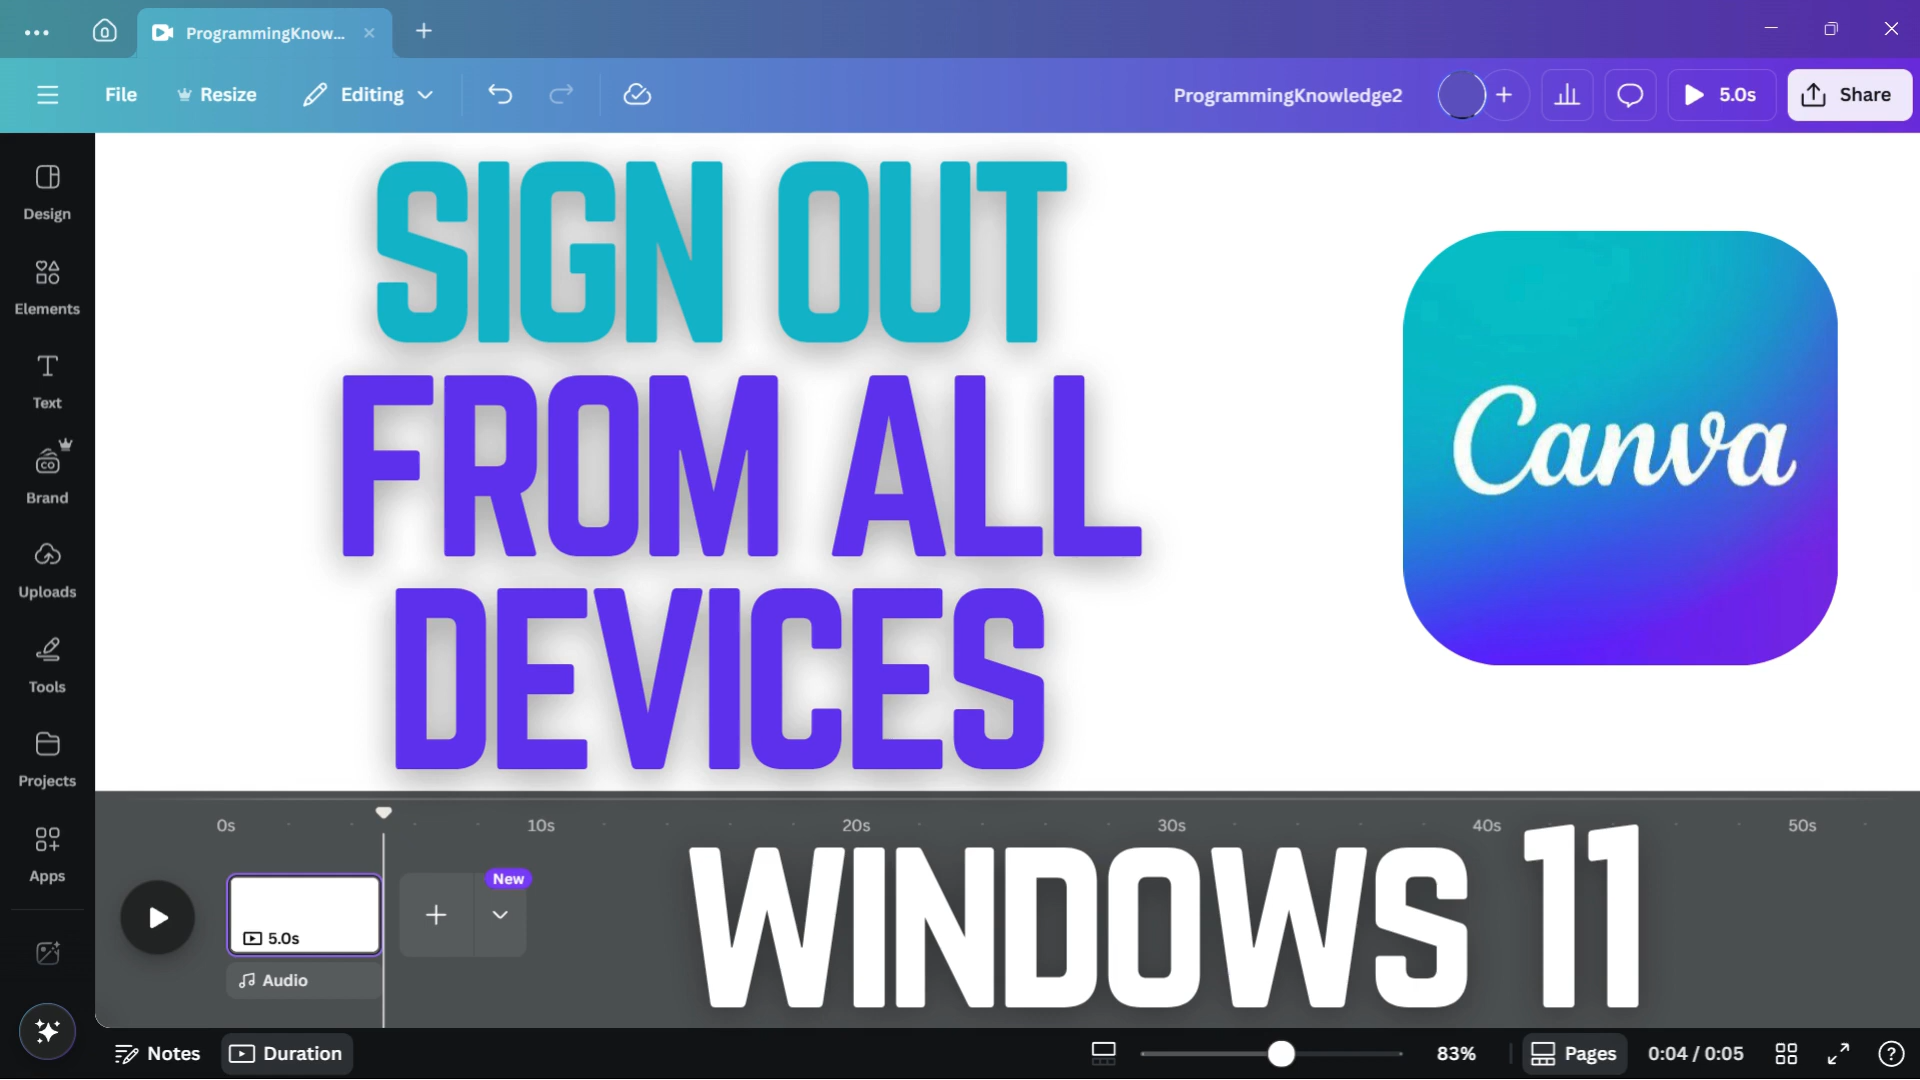 ProgrammingKnow...
File
Resize
Editing
ProgrammingKnowledge2
5.0s
Share
Design
Elements
Text
Brand
Uploads
Tools
Projects
Apps
SIGN OUT
FROM ALL
DEVICES
Canva
0s 10s 20s 30s 40s 50s
New
5.0s
Audio
WINDOWS 11
Notes
Duration
83%
Pages
0:04 / 0:05